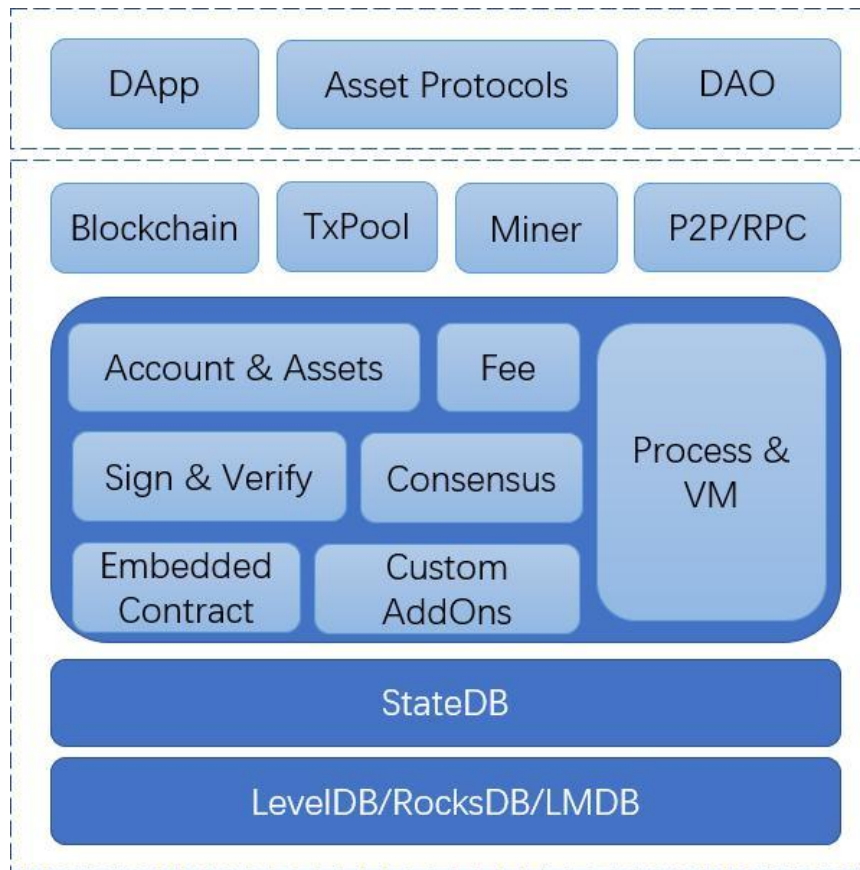 DApp
Asset Protocols
DAO
Blockchain
TxPool
Miner
P2P/RPC
Account & Assets
Fee
Process &
VM
Sign & Verify
Consensus
Embedded
Contract
Custom
AddOns
StateDB
LevelDB/RocksDB/LMDB